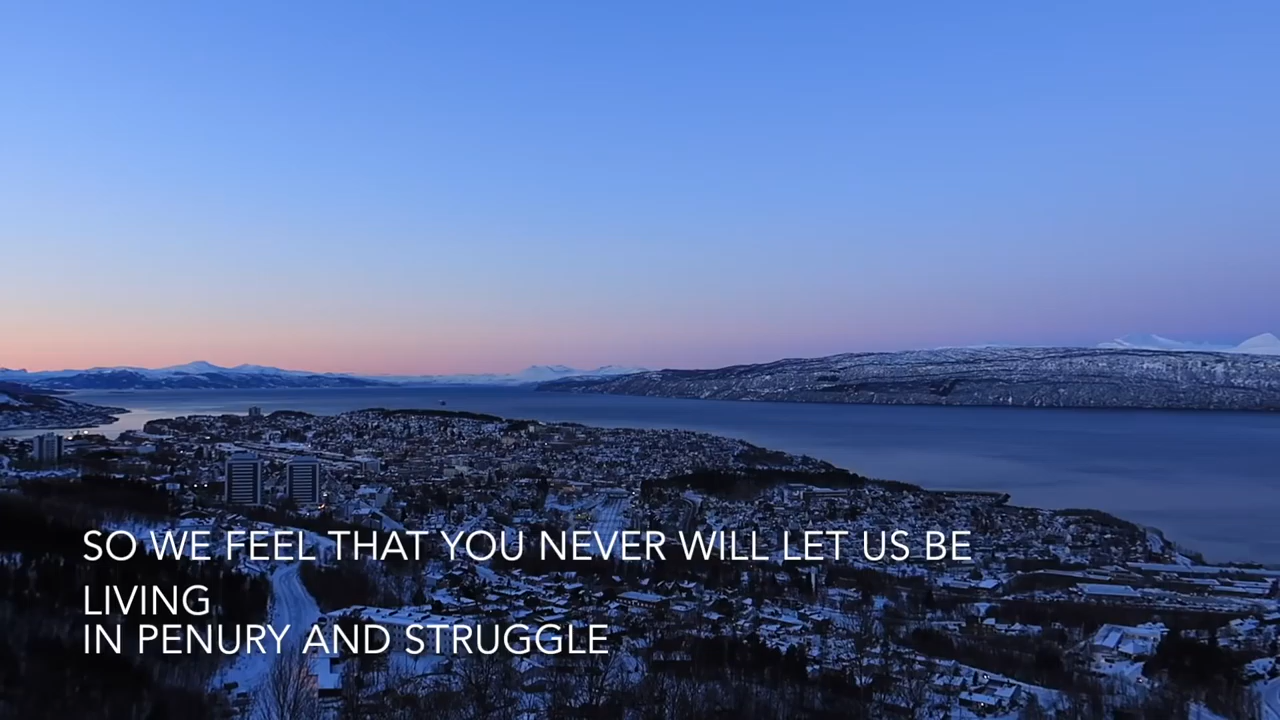 SO WE FEEL THAT YOU NEVER WILL LET US BE
LIVING
IN PENURY AND STRUGGLE